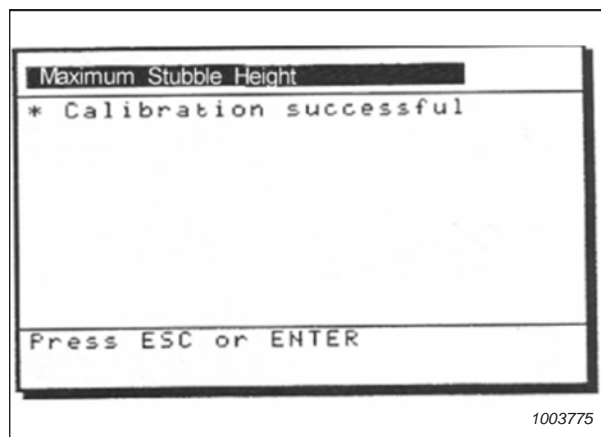 Maximum Stubble Height
* Calibration successful
Press ESC or ENTER
1003775